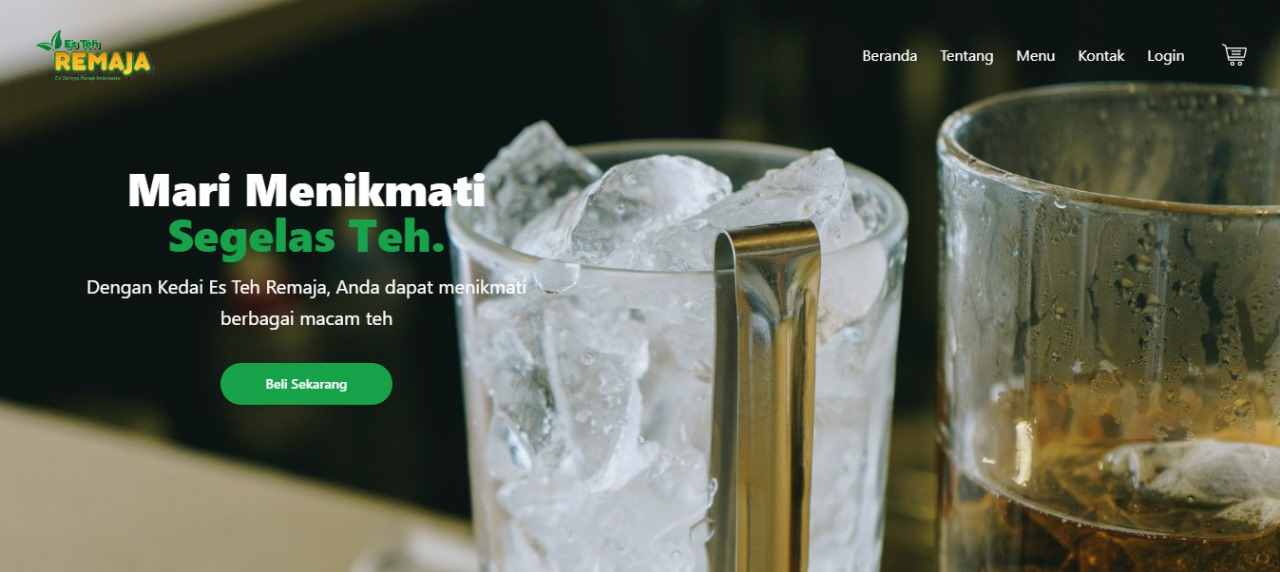 Es Teh
REMAJA
Beranda Tentang Menu Kontak Login
Mari Menikmati
Segelas Teh.
Dengan Kedai Es Teh Remaja, Anda dapat menikmati
berbagai macam teh
Beli Sekarang